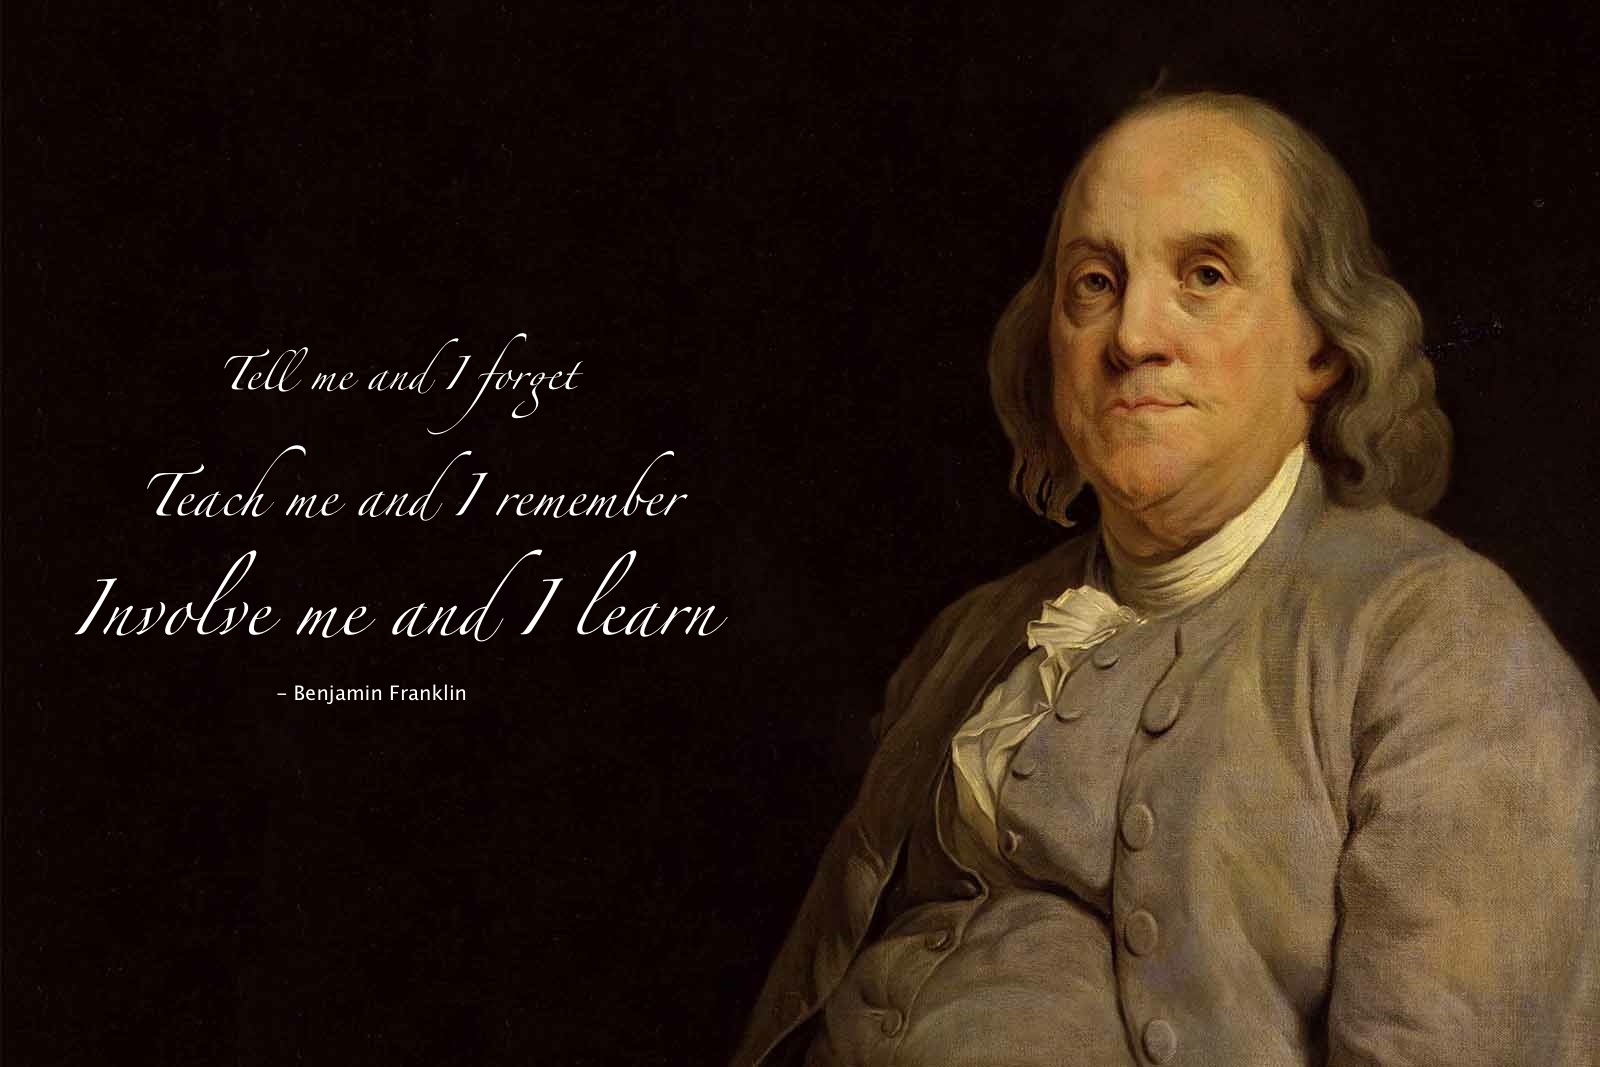 Tell me and I forget
Teach me and I remember
Involve me and I learn
– Benjamin Franklin